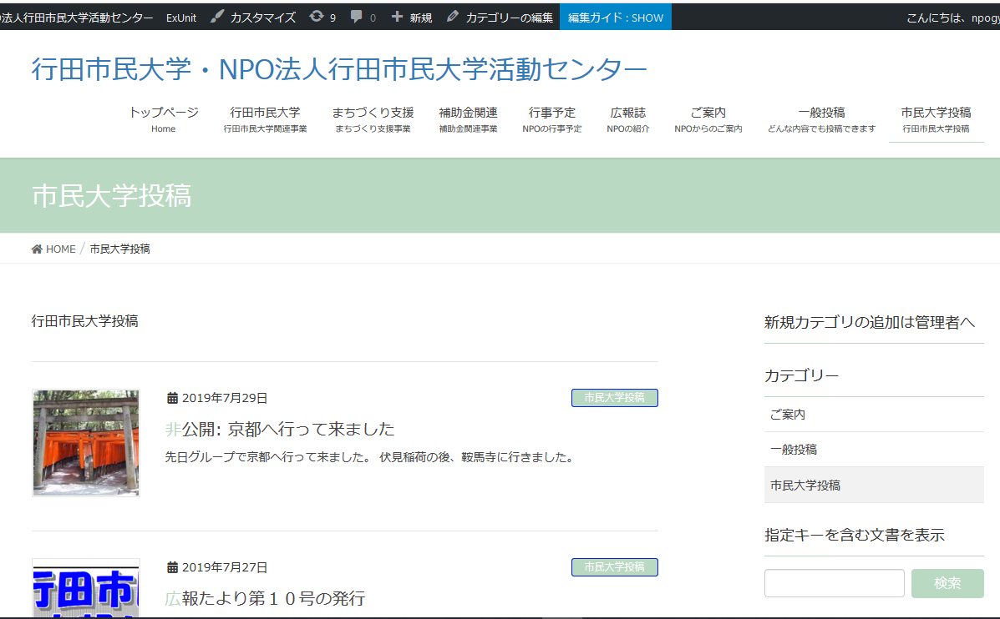 法人行田市民大学活動センター ExUnit カスタマイズ 9 0 新規 カテゴリーの編集 編集ガイド : SHOW こんにちは、npogy
行田市民大学・NPO法人行田市民大学活動センター
トップページ 行田市民大学 まちづくり支援 補助金関連 行事予定 広報誌 ご案内 一般投稿 市民大学投稿
Home 行田市民大学関連事業 まちづくり支援事業 補助金関連事業 NPOの行事予定 NPOの紹介 NPOからのご案内 どんな内容でも投稿できます 行田市民大学投稿
市民大学投稿
HOME / 市民大学投稿
行田市民大学投稿
2019年7月29日 市民大学投稿
非公開: 京都へ行って来ました
先日グループで京都へ行って来ました。 伏見稲荷の後、鞍馬寺に行きました。
行田市
2019年7月27日 市民大学投稿
広報たより第１０号の発行
新規カテゴリの追加は管理者へ
カテゴリー
ご案内
一般投稿
市民大学投稿
指定キーを含む文書を表示
検索